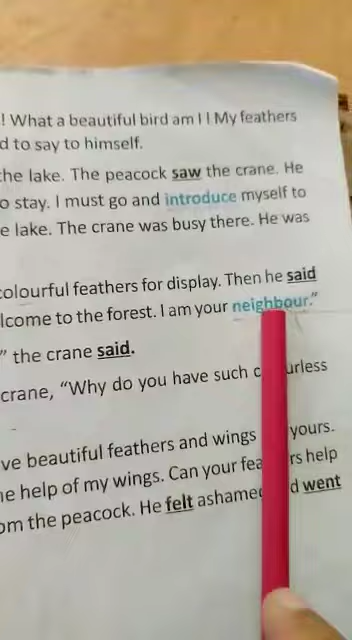 ! What a beautiful bird am I ! My feathers
d to say to himself.
the lake. The peacock saw the crane. He
o stay. I must go and introduce myself to
e lake. The crane was busy there. He was
colourful feathers for display. Then he said
lcome to the forest. I am your neighbour."
" the crane said.
crane, "Why do you have such c urless
ve beautiful feathers and wings yours.
e help of my wings. Can your fea rs help
om the peacock. He felt ashamed d went